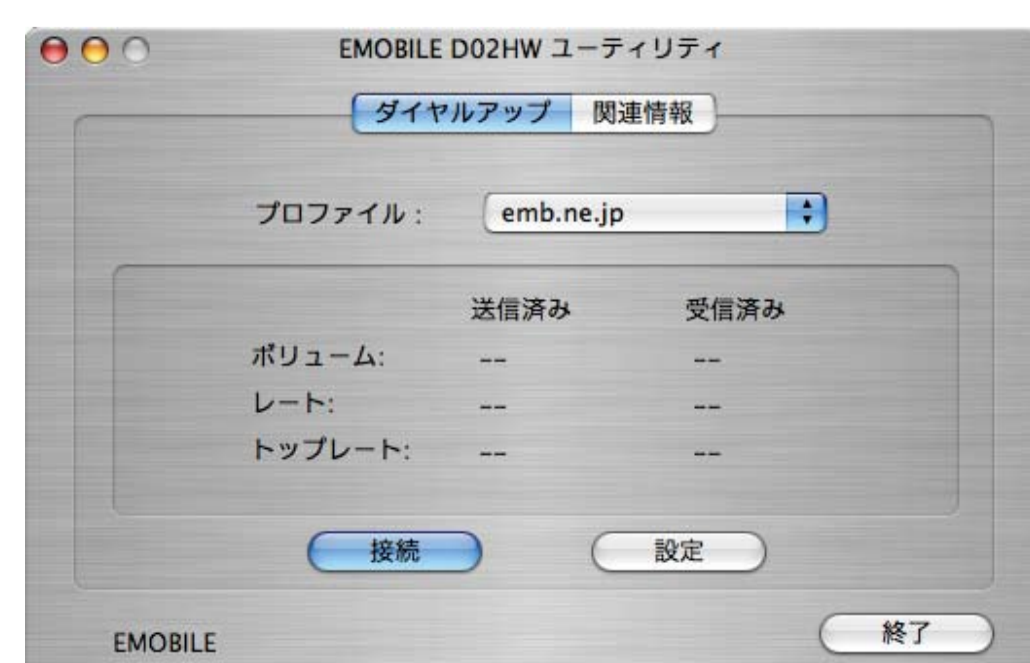 EMOBILE D02HW ユーティリティ
ダイヤルアップ 関連情報
プロファイル : emb.ne.jp
送信済み 受信済み
ボリューム: -- --
レート: -- --
トップレート: -- --
接続 設定
EMOBILE 終了